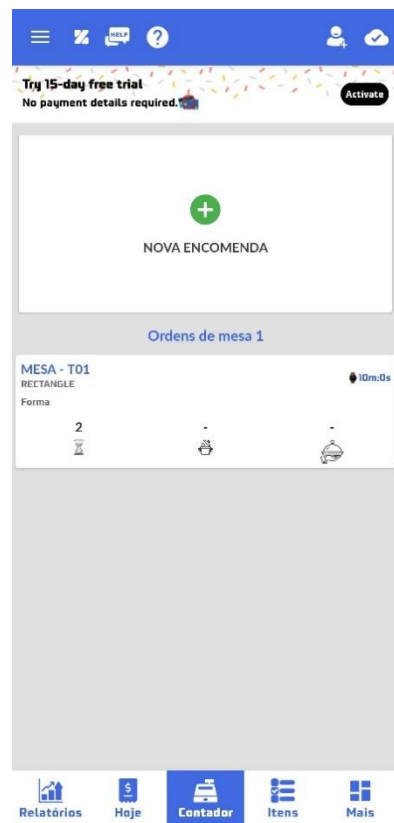 HELP
?
Try 15-day free trial
No payment details required.
Activate
NOVA ENCOMENDA
Ordens de mesa 1
MESA - T01
RECTANGLE
10m:0s
Forma
2 - -
Relatórios Hoje Contador Itens Mais